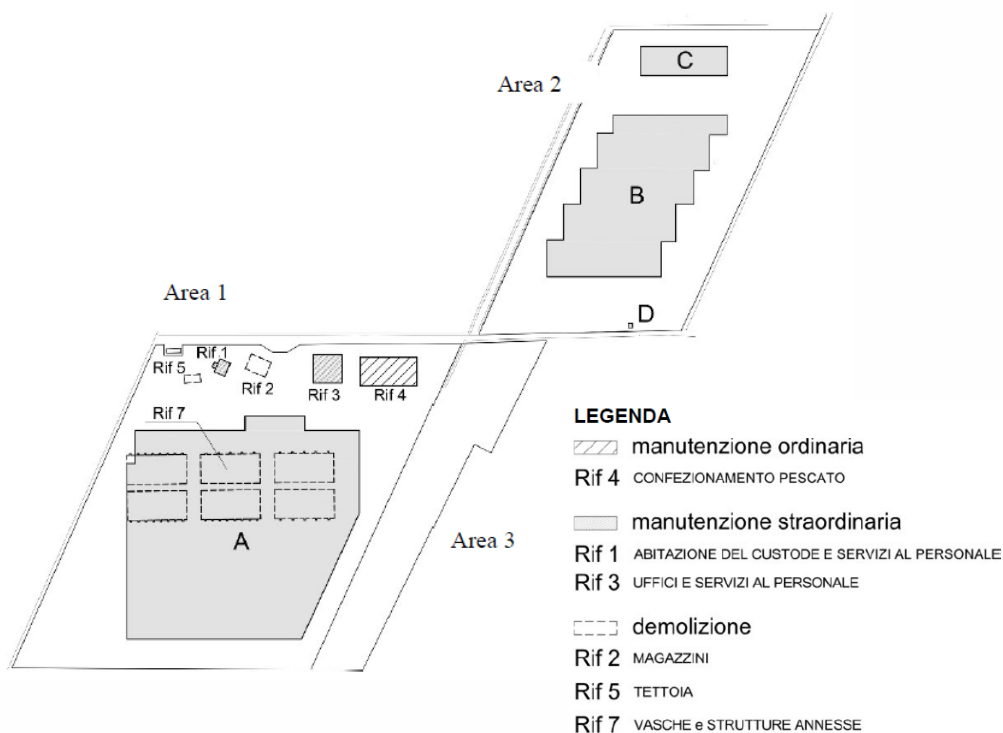 C
Area 2
B
Area 1
D
Rif 1
Rif 5
Rif 2
Rif 3
Rif 4
Rif 7
A
Area 3
LEGENDA
manutenzione ordinaria
Rif 4 CONFEZIONAMENTO PESCATO
manutenzione straordinaria
Rif 1 ABITAZIONE DEL CUSTODE E SERVIZI AL PERSONALE
Rif 3 UFFICI E SERVIZI AL PERSONALE
demolizione
Rif 2 MAGAZZINI
Rif 5 TETTOIA
Rif 7 VASCHE e STRUTTURE ANNESSE